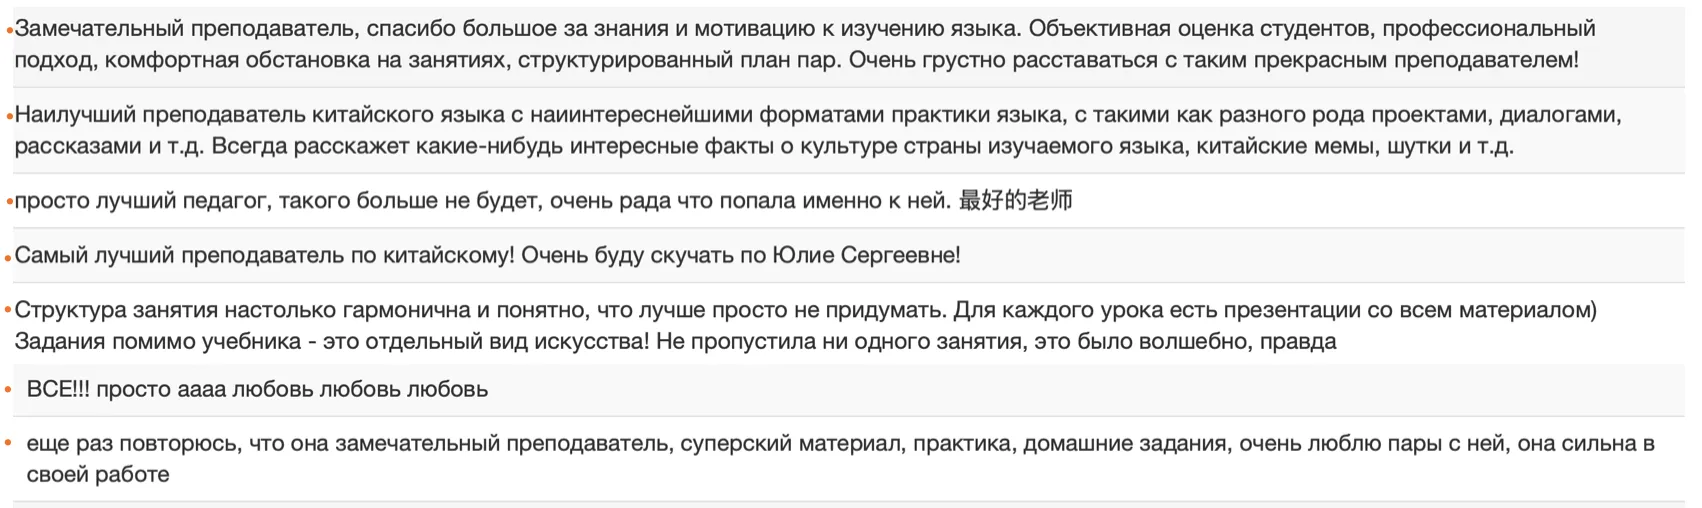 •Замечательный преподаватель, спасибо большое за знания и мотивацию к изучению языка. Объективная оценка студентов, профессиональный
подход, комфортная обстановка на занятиях, структурированный план пар. Очень грустно расставаться с таким прекрасным преподавателем!
•Наилучший преподаватель китайского языка с наиинтереснейшими форматами практики языка, с такими как разного рода проектами, диалогами,
рассказами и т.д. Всегда расскажет какие-нибудь интересные факты о культуре страны изучаемого языка, китайские мемы, шутки и т.д.
•просто лучший педагог, такого больше не будет, очень рада что попала именно к ней. 最好的老师
•Самый лучший преподаватель по китайскому! Очень буду скучать по Юлие Сергеевне!
•Структура занятия настолько гармонична и понятно, что лучше просто не придумать. Для каждого урока есть презентации со всем материалом)
Задания помимо учебника - это отдельный вид искусства! Не пропустила ни одного занятия, это было волшебно, правда
• ВСЕ!!! просто аааа любовь любовь любовь
• еще раз повторюсь, что она замечательный преподаватель, суперский материал, практика, домашние задания, очень люблю пары с ней, она сильна в
своей работе